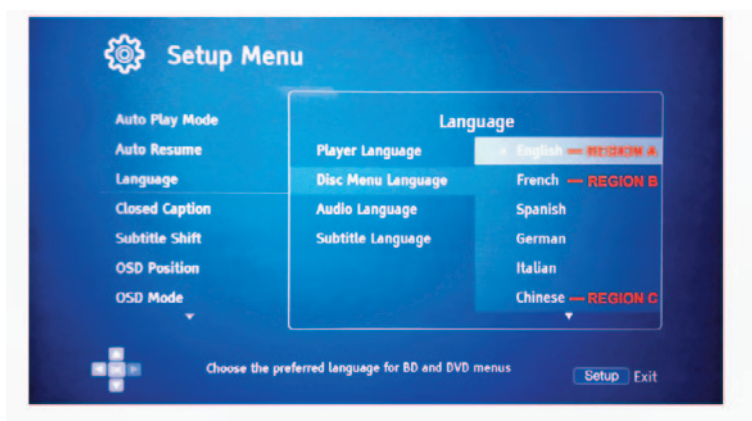 Setup Menu
Auto Play Mode
Auto Resume
Language
Closed Caption
Subtitle Shift
OSD Position
OSD Mode
Language
Player Language
Disc Menu Language
Audio Language
Subtitle Language
English — REGION A
French — REGION B
Spanish
German
Italian
Chinese — REGION C
Choose the preferred language for BD and DVD menus
Setup Exit